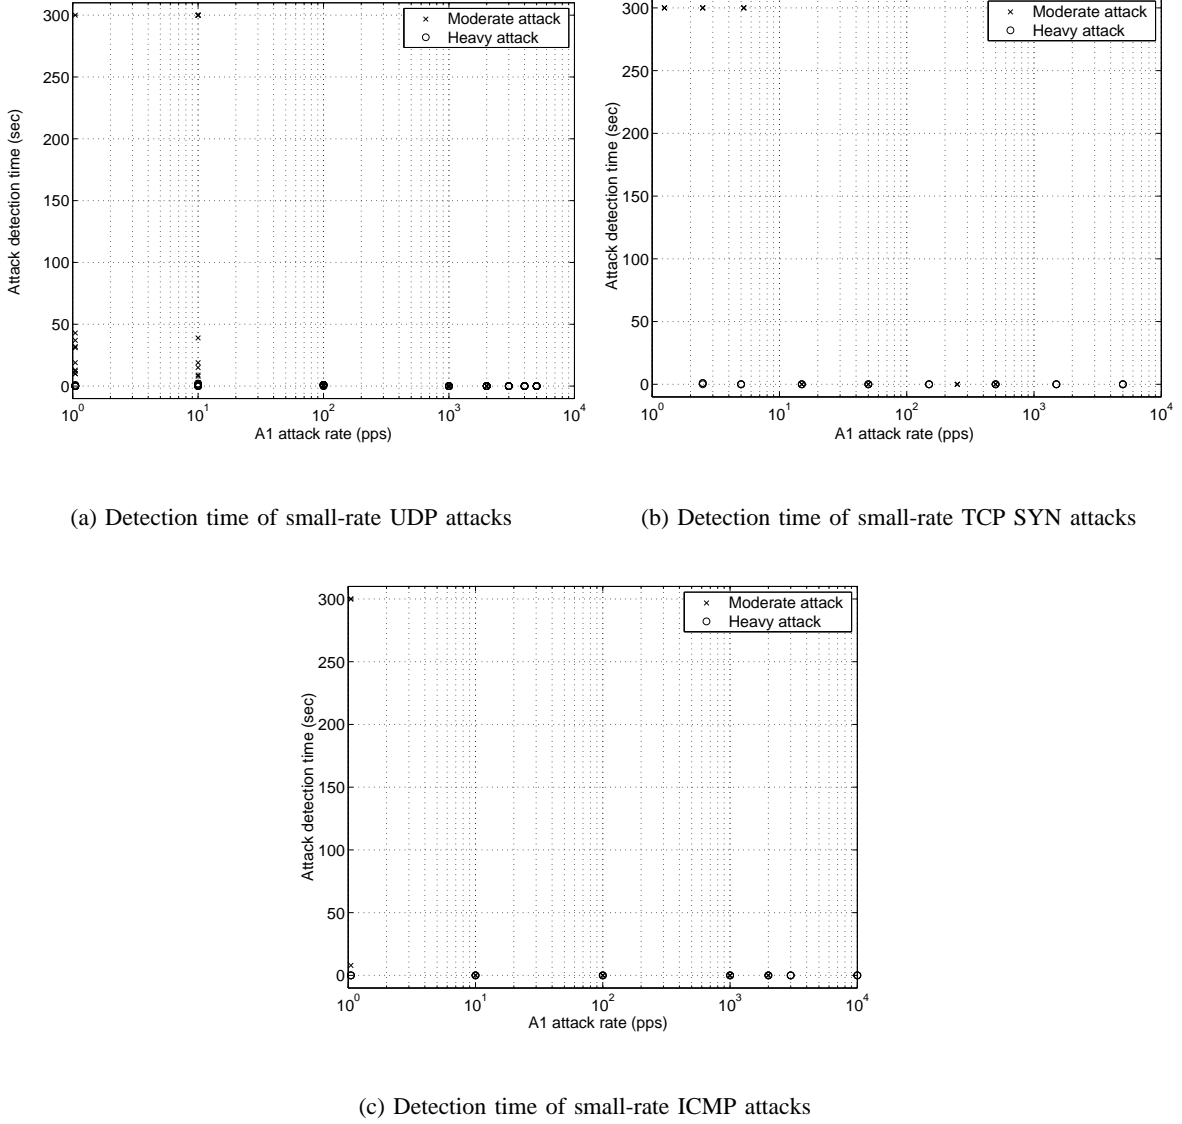 300
250
200
150
100
50
0
Attack detection time (sec)
Moderate attack
Heavy attack
10^0 10^1 10^2 10^3 10^4
A1 attack rate (pps)
(a) Detection time of small-rate UDP attacks
300
250
200
150
100
50
0
Attack detection time (sec)
Moderate attack
Heavy attack
10^0 10^1 10^2 10^3 10^4
A1 attack rate (pps)
(b) Detection time of small-rate TCP SYN attacks
300
250
200
150
100
50
0
Attack detection time (sec)
Moderate attack
Heavy attack
10^0 10^1 10^2 10^3 10^4
A1 attack rate (pps)
(c) Detection time of small-rate ICMP attacks